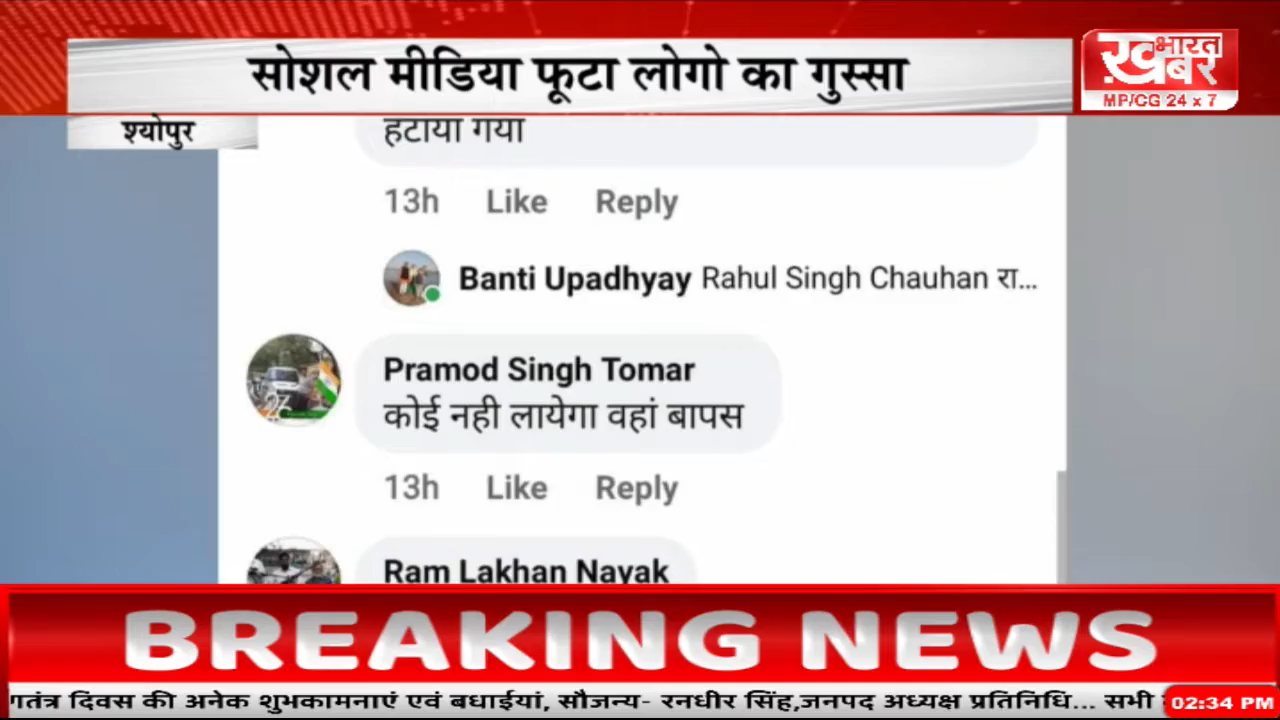 सोशल मीडिया फूटा लोगो का गुस्सा
भारत
ख़बर
MP/CG 24 x 7
श्योपुर
हटाया गया
13h Like Reply
Banti Upadhyay Rahul Singh Chauhan रा...
Pramod Singh Tomar
कोई नही लायेगा वहां बापस
13h Like Reply
Ram Lakhan Nayak
BREAKING NEWS
गतंत्र दिवस की अनेक शुभकामनाएं एवं बधाईयां, सौजन्य- रनधीर सिंह,जनपद अध्यक्ष प्रतिनिधि... सभी
02:34 PM